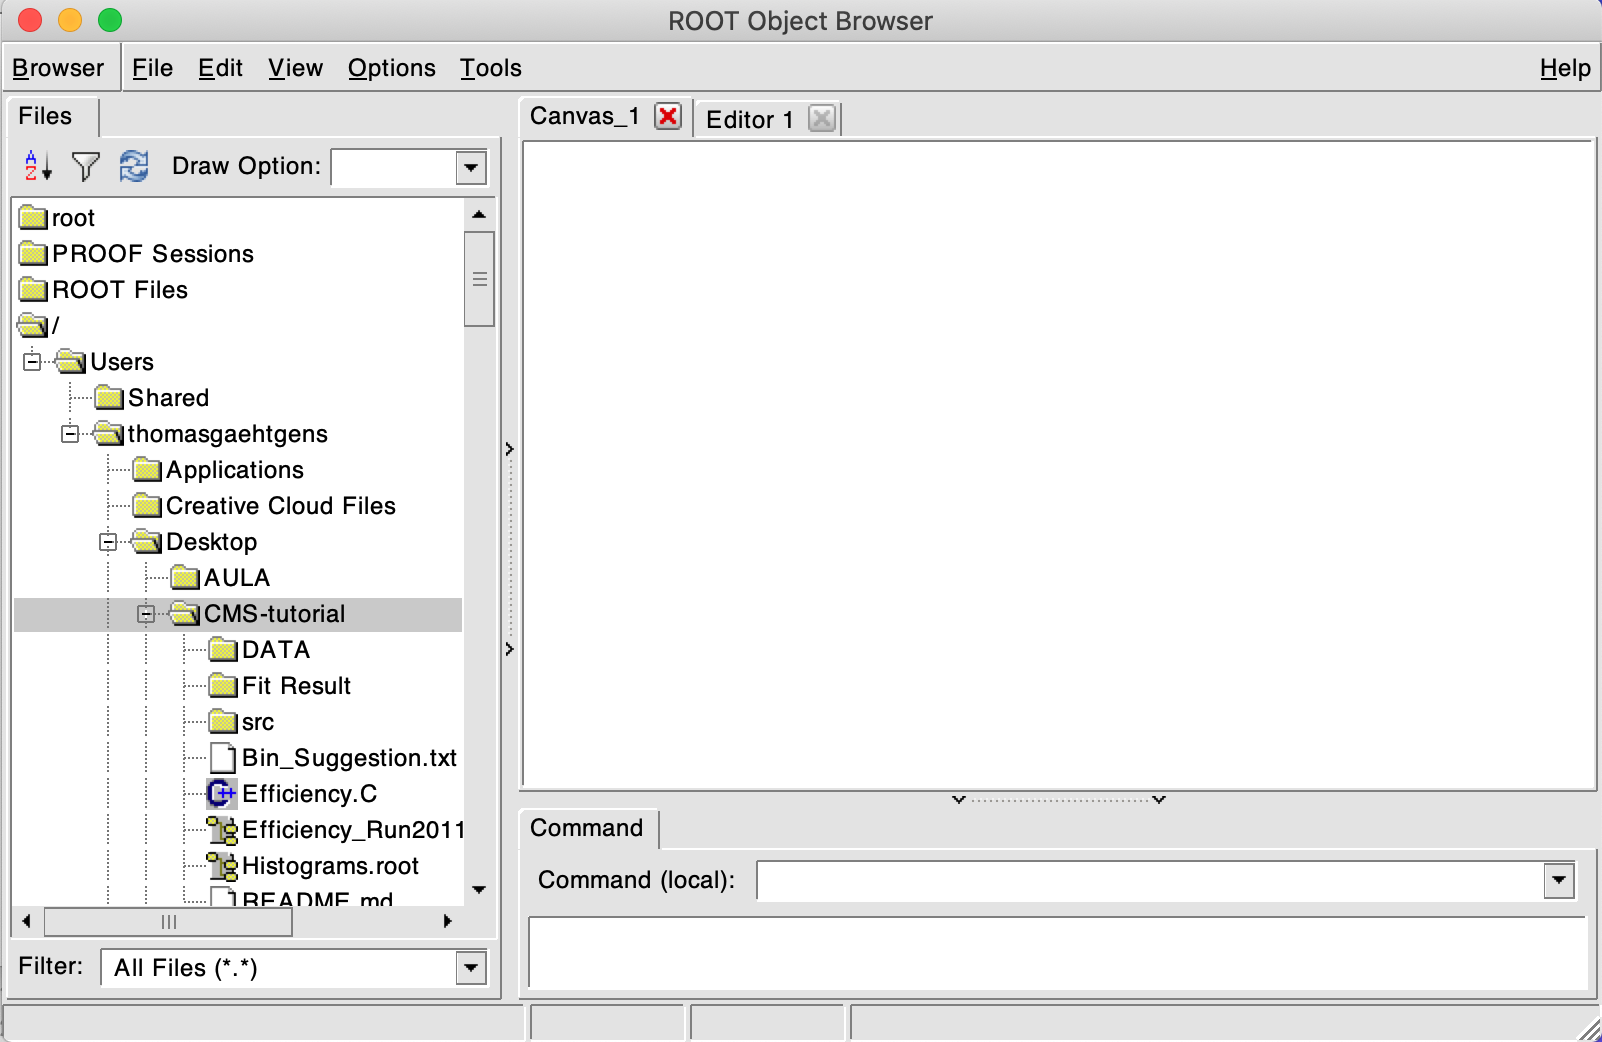 ROOT Object Browser
Browser File Edit View Options Tools Help
Files
Canvas_1 Editor 1
Draw Option:
root
PROOF Sessions
ROOT Files
/
Users
Shared
thomasgaehtgens
Applications
Creative Cloud Files
Desktop
AULA
CMS-tutorial
DATA
Fit Result
src
Bin_Suggestion.txt
Efficiency.C
Efficiency_Run2011
Histograms.root
README.md
Filter: All Files (*.*)
Command
Command (local):